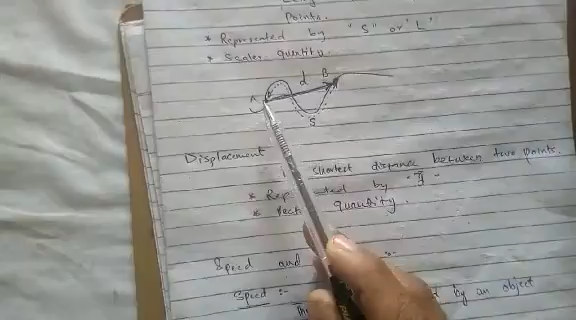 Points.
* Represented by "S" or "L"
* Scaler quantity.
d B
A
S
Displacement
shortest distance between two points.
* Rep ted by
* Vect quantity.
Speed and :-
Speed :- d by an object